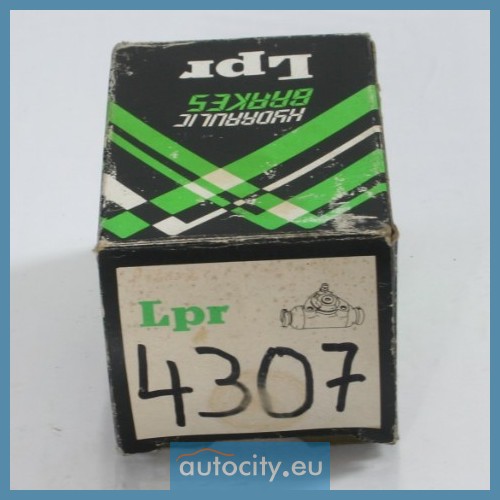 Lpr
HYDRAULIC
BRAKES
Lpr
4307
autocity.eu